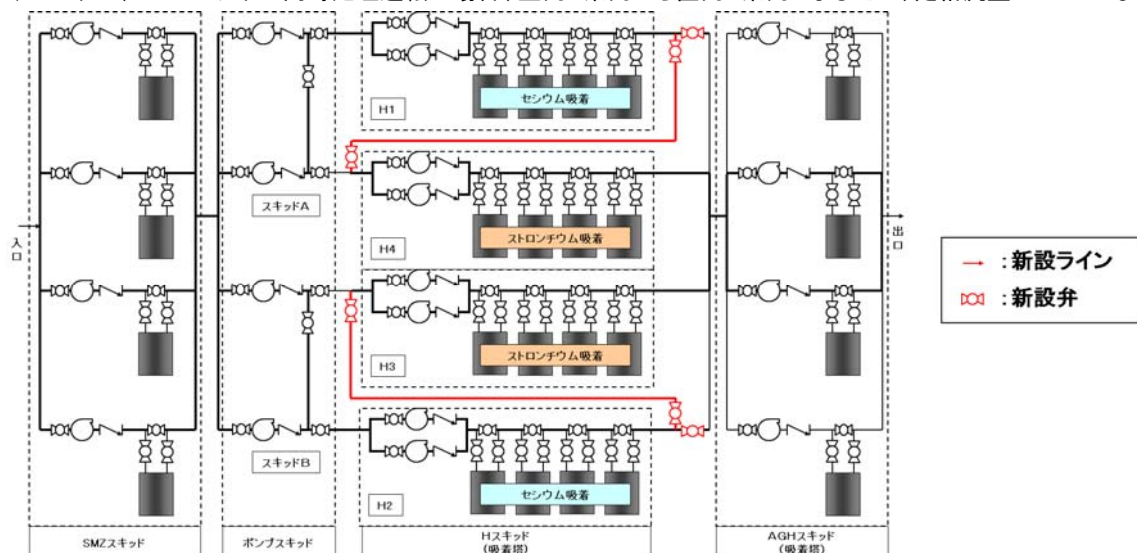 セシウム吸着
H1
スキッドA
H4
ストロンチウム吸着
入口
出口
→ :新設ライン
:新設弁
ストロンチウム吸着
H3
スキッドB
H2
セシウム吸着
SMZスキッド
ポンプスキッド
Hスキッド
(吸着塔)
AGHスキッド
(吸着塔)